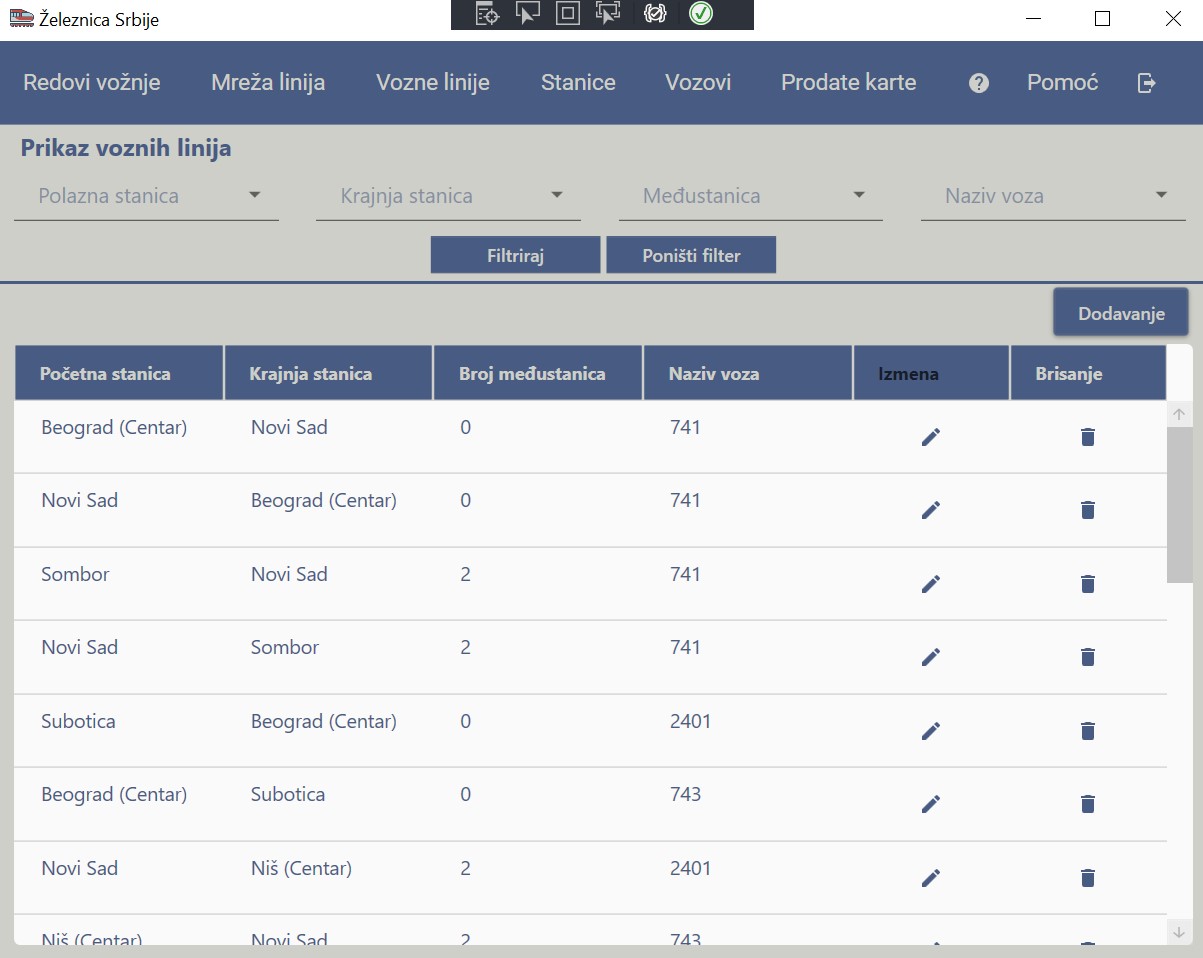 Železnica Srbije
Redovi vožnje Mreža linija Vozne linije Stanice Vozovi Prodate karte ? Pomoć
Prikaz voznih linija
Polazna stanica Krajnja stanica Međustanica Naziv voza
Filtriraj Poništi filter
Dodavanje
Početna stanica Krajnja stanica Broj međustanica Naziv voza Izmena Brisanje
Beograd (Centar) Novi Sad 0 741
Novi Sad Beograd (Centar) 0 741
Sombor Novi Sad 2 741
Novi Sad Sombor 2 741
Subotica Beograd (Centar) 0 2401
Beograd (Centar) Subotica 0 743
Novi Sad Niš (Centar) 2 2401
Niš (Centar) Novi Sad 2 743